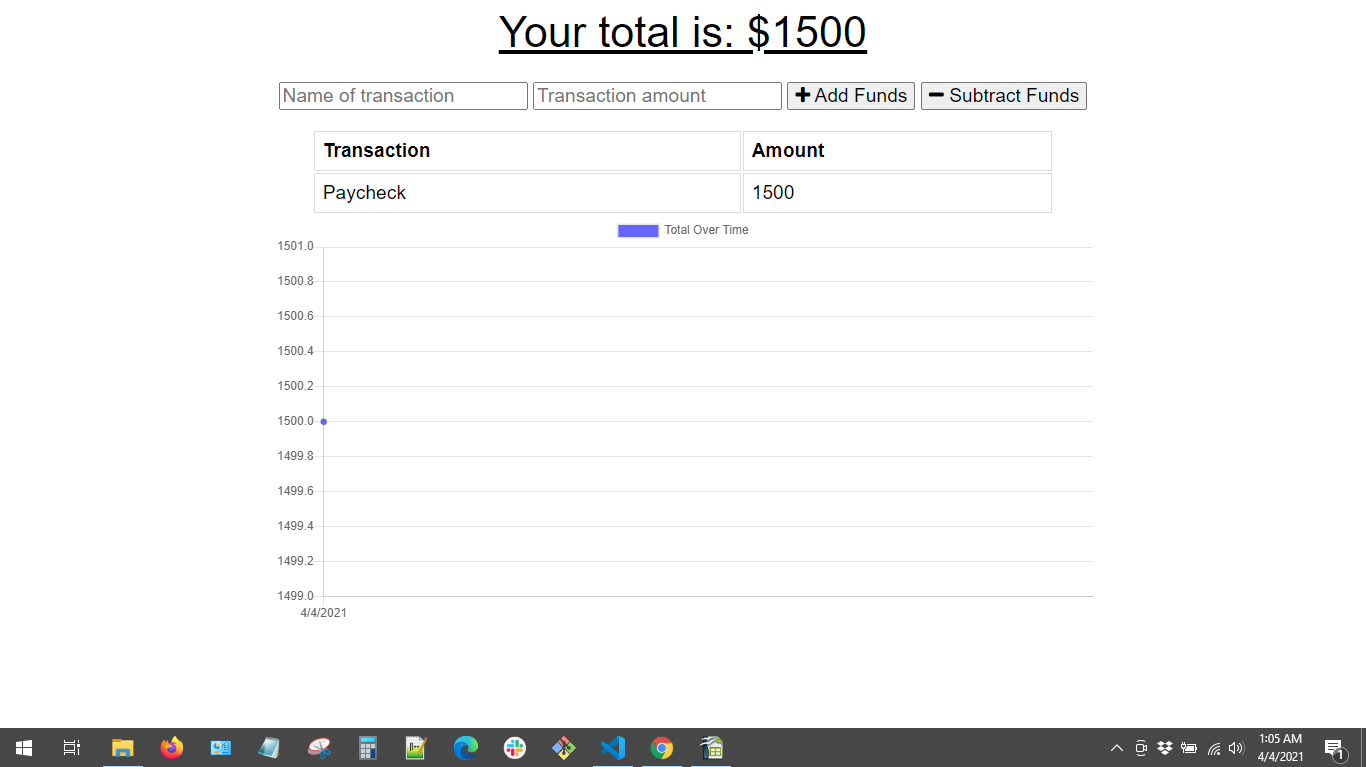 Your total is: $1500
Name of transaction Transaction amount Add Funds Subtract Funds
Transaction Amount
Paycheck 1500
Total Over Time
1501.0
1500.8
1500.6
1500.4
1500.2
1500.0
1499.8
1499.6
1499.4
1499.2
1499.0
4/4/2021
1:05 AM
4/4/2021
1